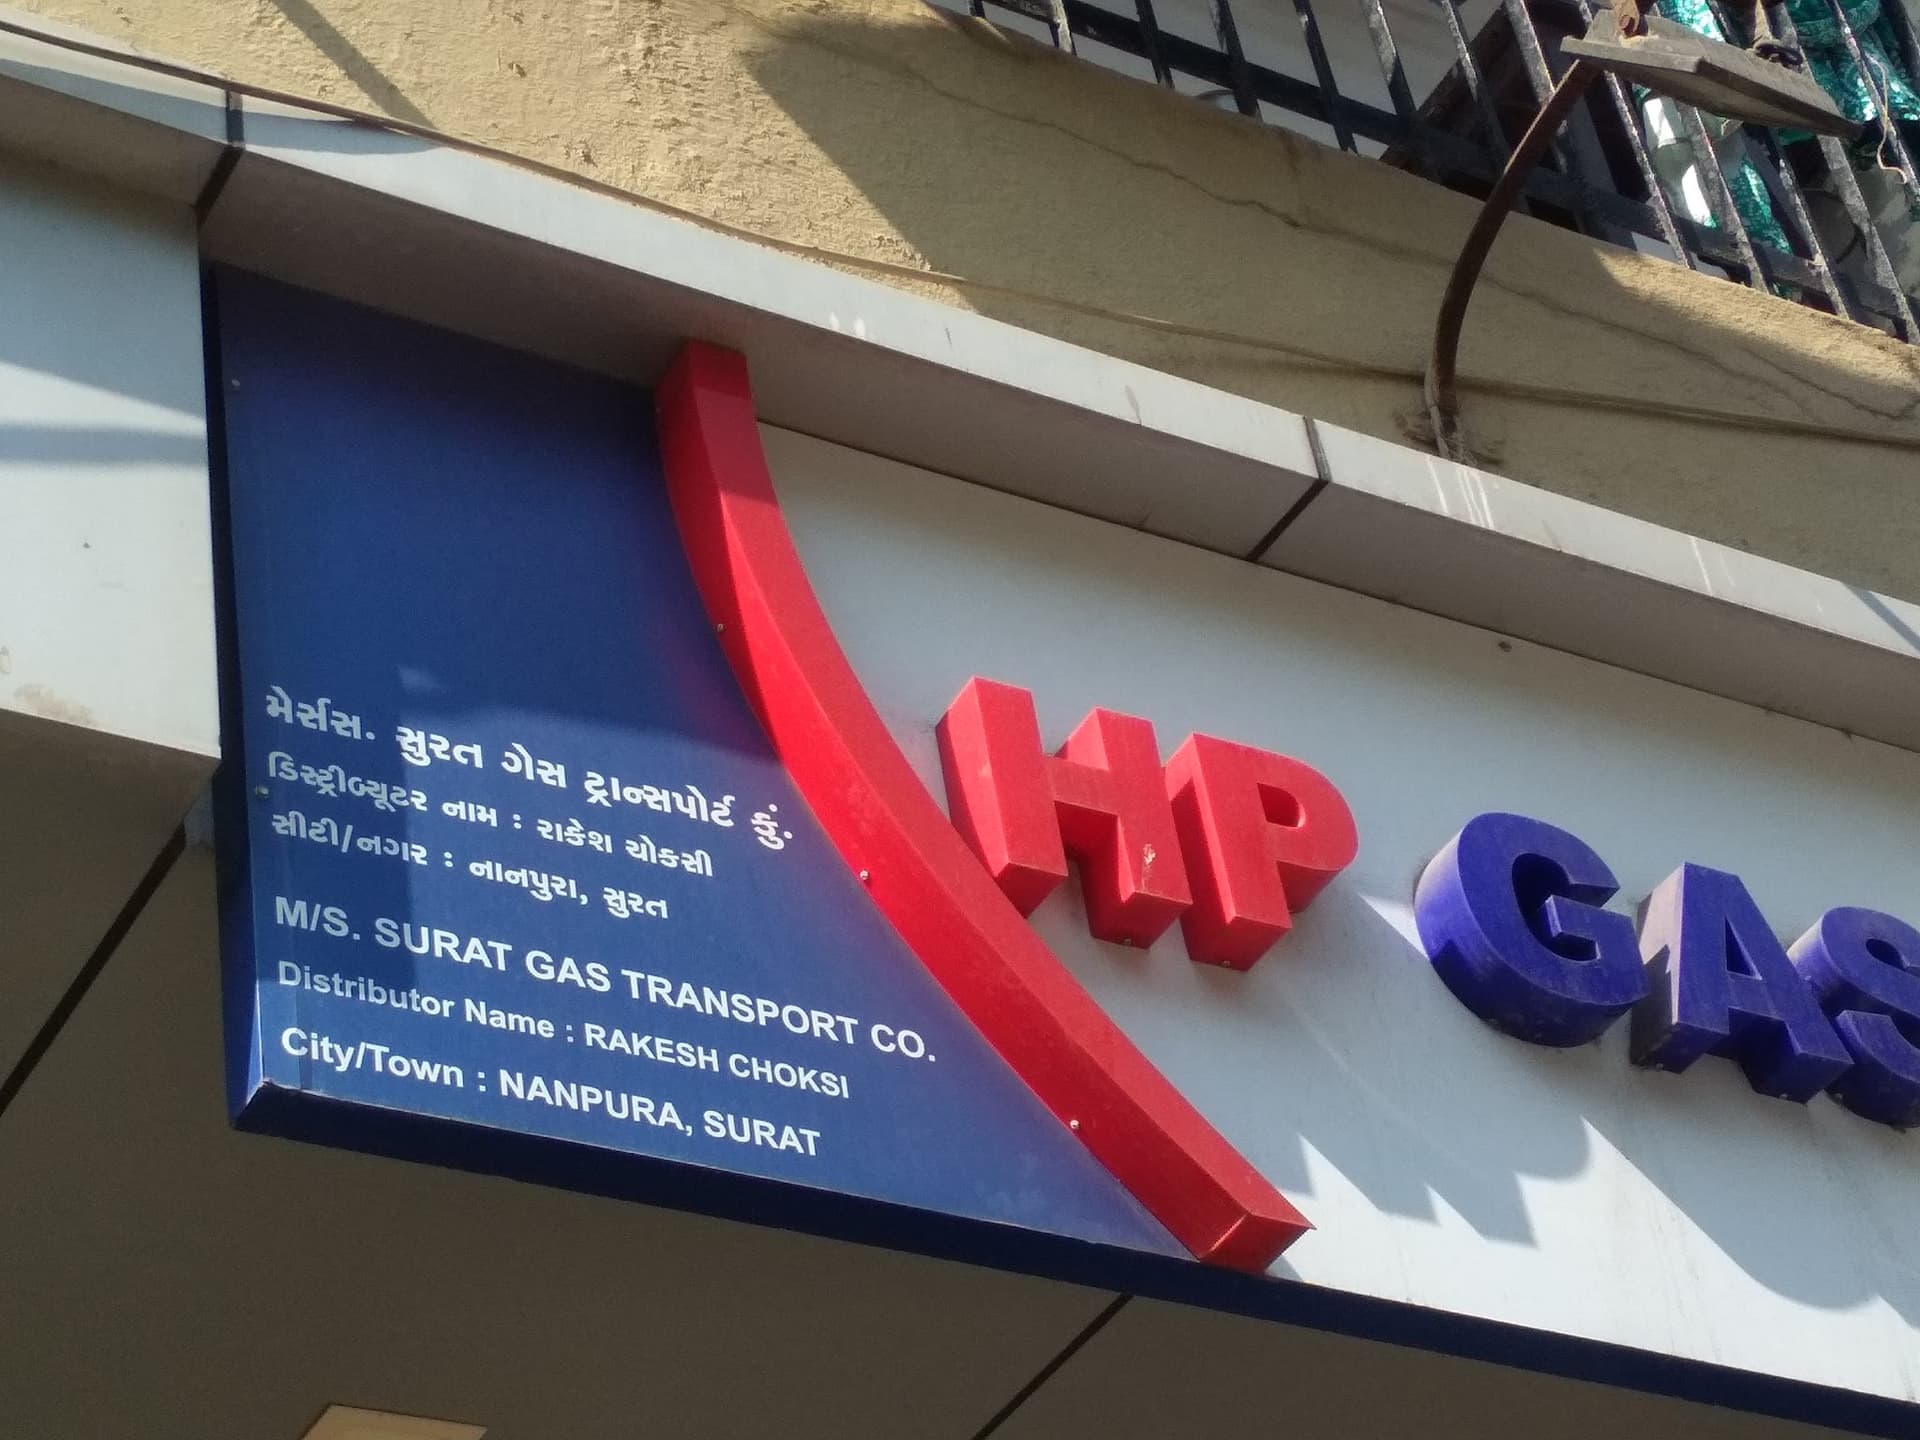 મેર્સસ. સુરત ગેસ ટ્રાન્સપોર્ટ કું.
ડિસ્ટ્રીબ્યૂટર નામ : રાકેશ ચોકસી
સીટી/નગર : નાનપુરા, સુરત
M/S. SURAT GAS TRANSPORT CO.
Distributor Name : RAKESH CHOKSI
City/Town : NANPURA, SURAT
HP GAS